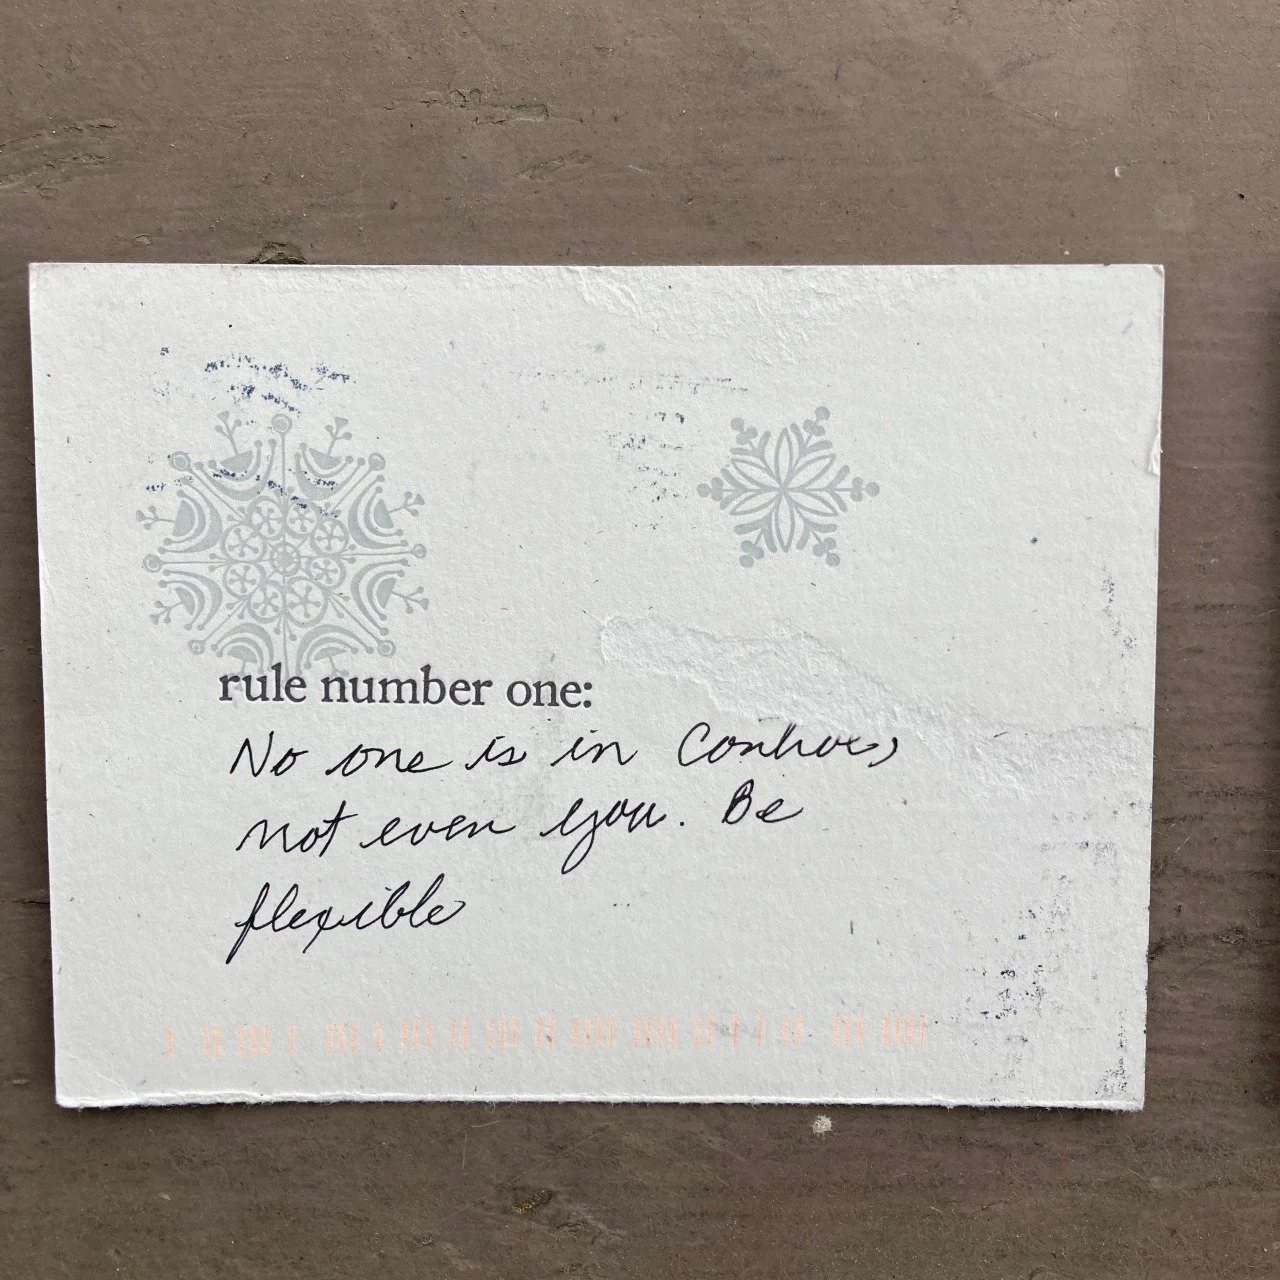 rule number one:
No one is in Control,
not even you. Be
flexible